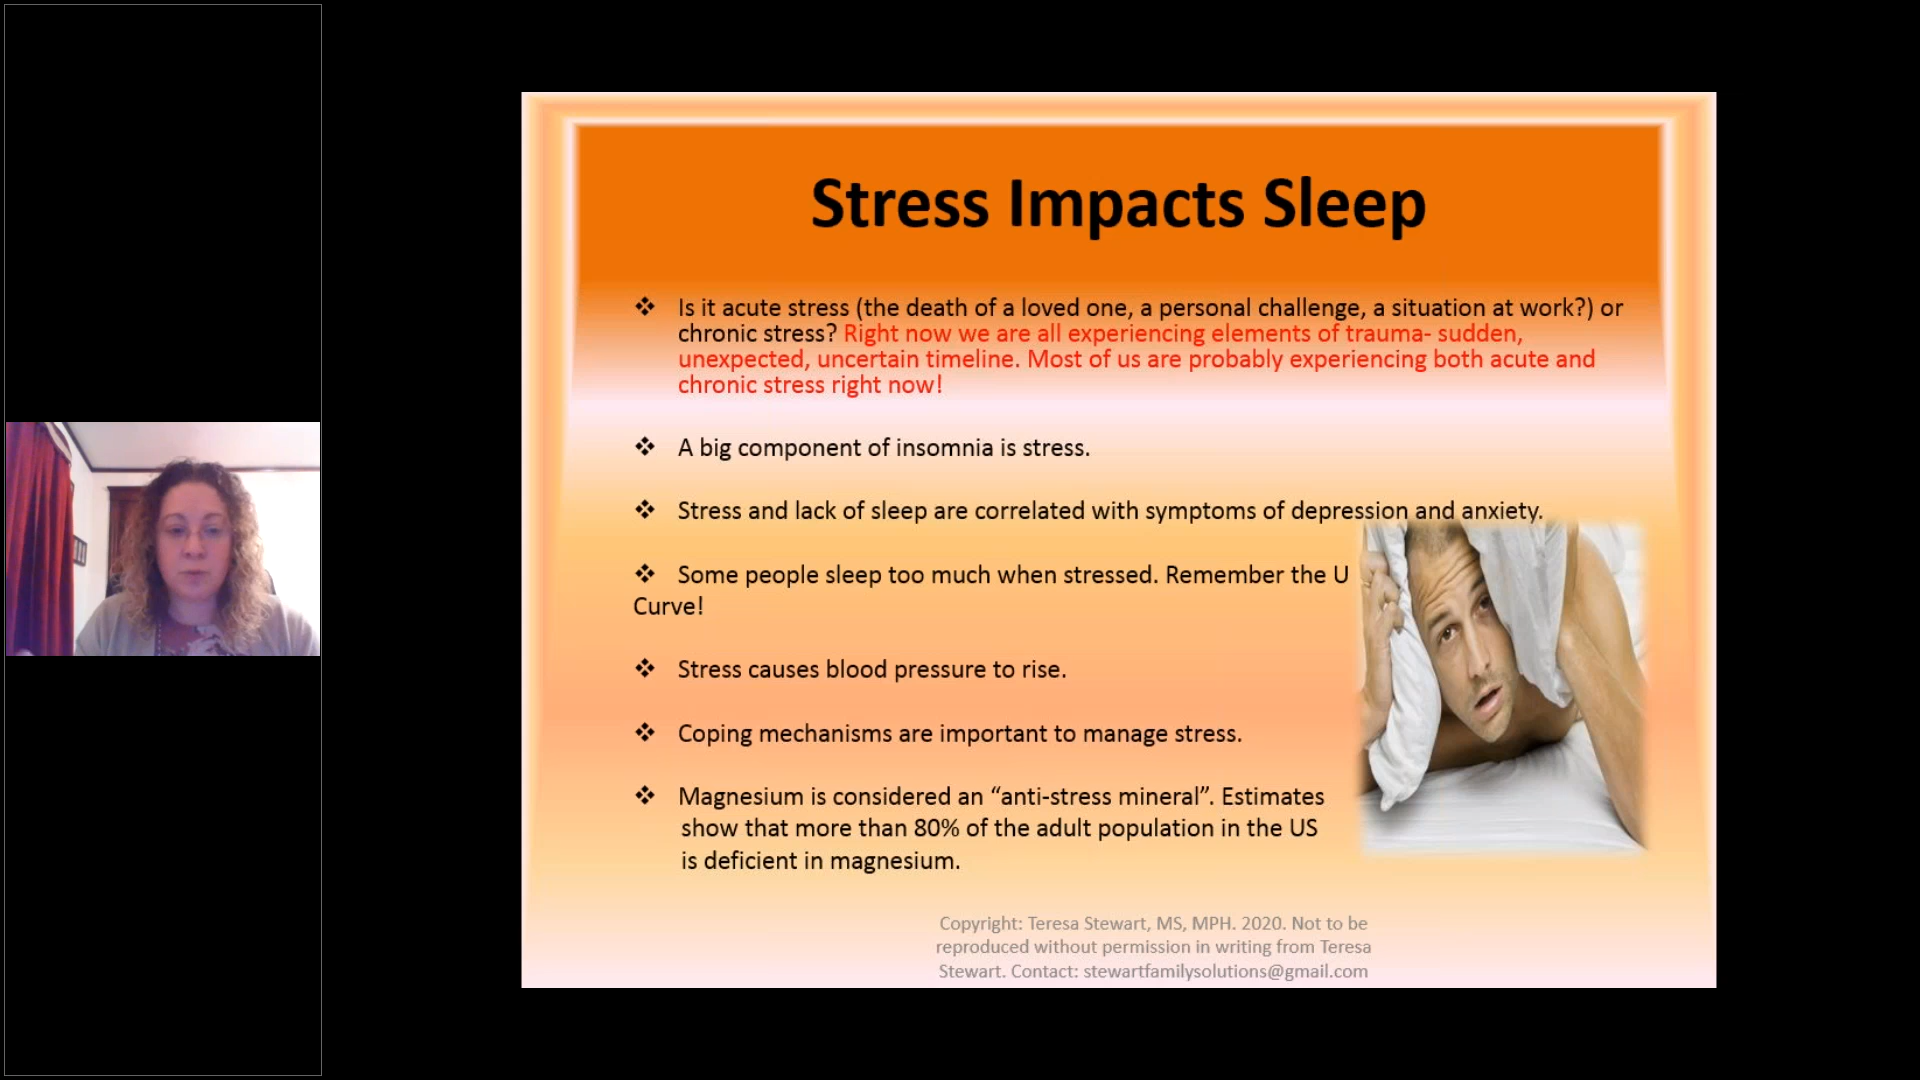 Stress Impacts Sleep
❖ Is it acute stress (the death of a loved one, a personal challenge, a situation at work?) or
chronic stress? Right now we are all experiencing elements of trauma- sudden,
unexpected, uncertain timeline. Most of us are probably experiencing both acute and
chronic stress right now!
❖ A big component of insomnia is stress.
❖ Stress and lack of sleep are correlated with symptoms of depression and anxiety.
❖ Some people sleep too much when stressed. Remember the U
Curve!
❖ Stress causes blood pressure to rise.
❖ Coping mechanisms are important to manage stress.
❖ Magnesium is considered an “anti-stress mineral”. Estimates
show that more than 80% of the adult population in the US
is deficient in magnesium.
Copyright: Teresa Stewart, MS, MPH. 2020. Not to be
reproduced without permission in writing from Teresa
Stewart. Contact: stewartfamilysolutions@gmail.com